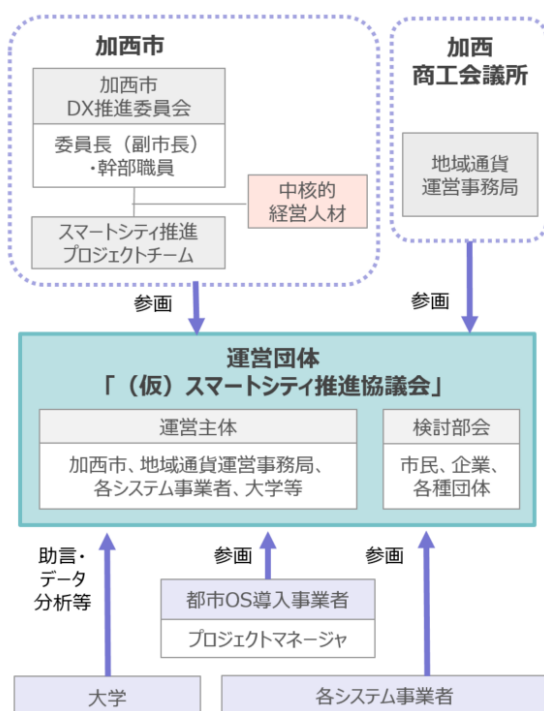 加西市
加西市
DX推進委員会
委員長（副市長）
・幹部職員
中核的
経営人材
スマートシティ推進
プロジェクトチーム
加西
商工会議所
地域通貨
運営事務局
参画
参画
運営団体
「（仮）スマートシティ推進協議会」
運営主体
加西市、地域通貨運営事務局、
各システム事業者、大学等
検討部会
市民、企業、
各種団体
助言・
データ
分析等
参画
参画
都市OS導入事業者
プロジェクトマネージャ
大学
各システム事業者